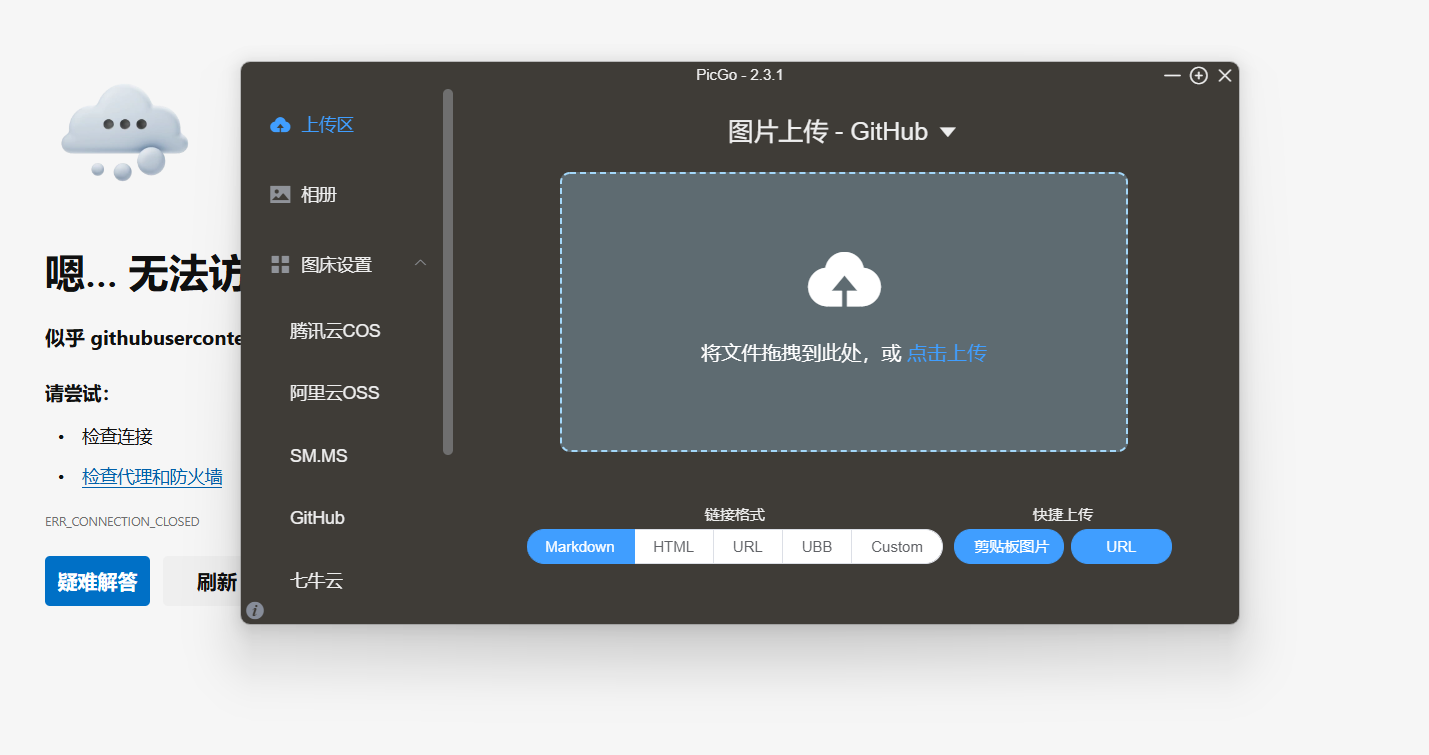 PicGo - 2.3.1
上传区
相册
图床设置
腾讯云COS
阿里云OSS
SM.MS
GitHub
七牛云
图片上传 - GitHub
将文件拖拽到此处，或 点击上传
链接格式
Markdown HTML URL UBB Custom
快捷上传
剪贴板图片 URL
嗯... 无法访
似乎 githubuserconte
请尝试：
• 检查连接
• 检查代理和防火墙
ERR_CONNECTION_CLOSED
疑难解答 刷新